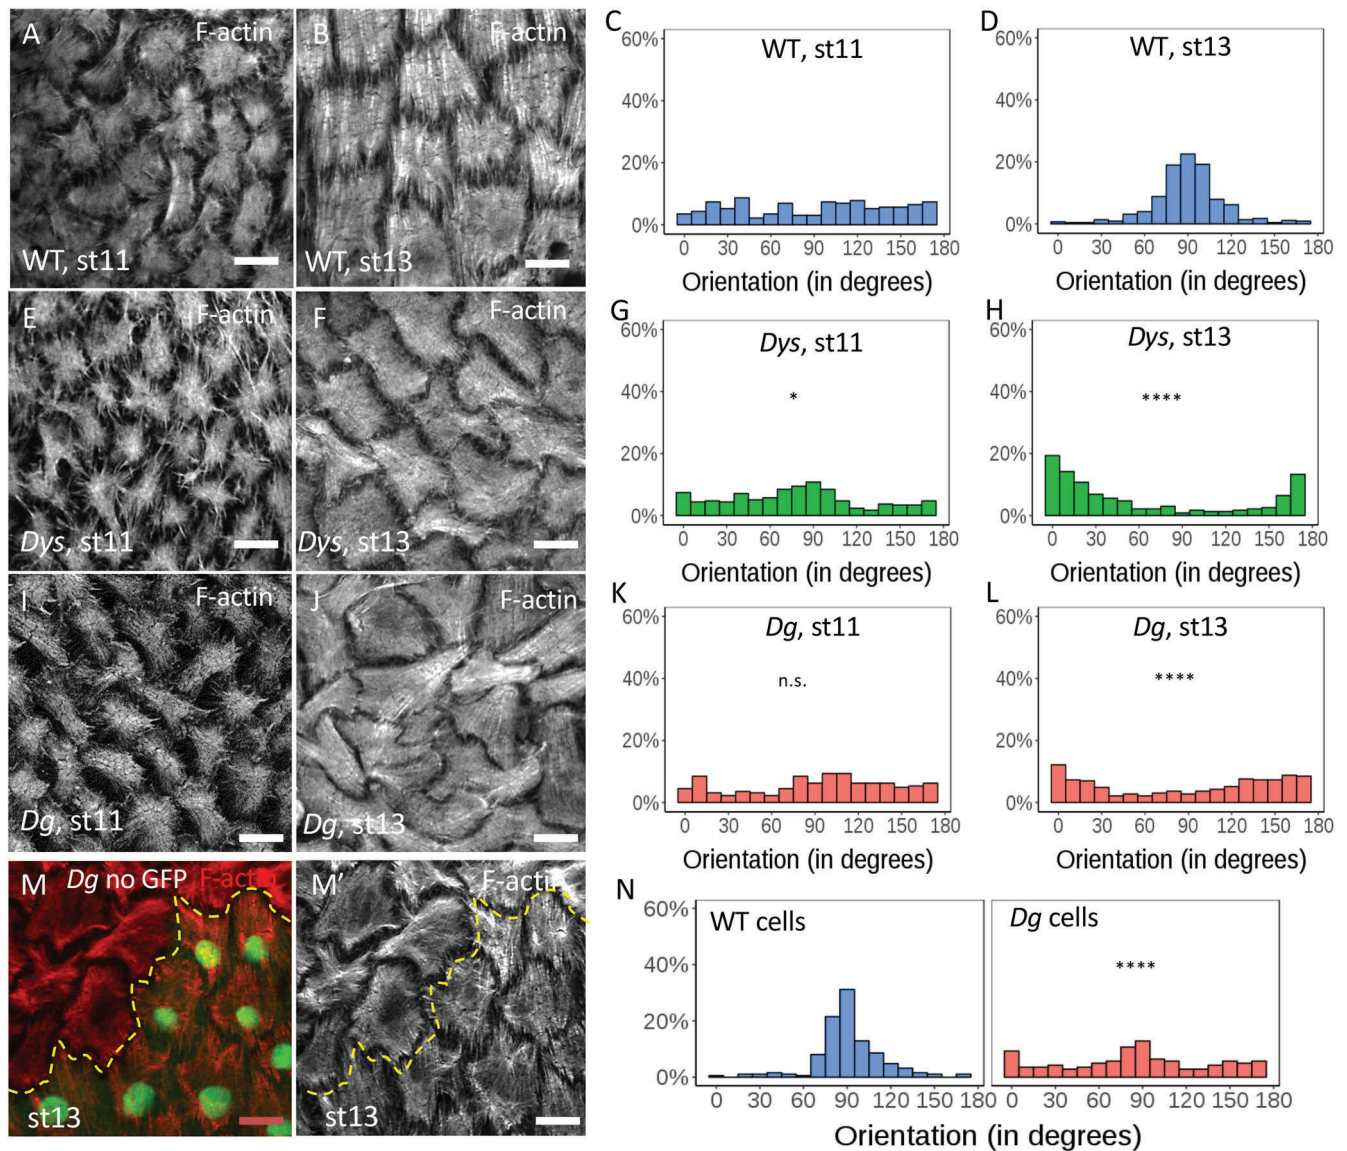 A F-actin
WT, st11
B F-actin
WT, st13
C
WT, st11
60%
40%
20%
0%
0 30 60 90 120 150 180
Orientation (in degrees)
D
WT, st13
60%
40%
20%
0%
0 30 60 90 120 150 180
Orientation (in degrees)
E F-actin
Dys, st11
F F-actin
Dys, st13
G
60%
Dys, st11
40%
*
20%
0%
0 30 60 90 120 150 180
Orientation (in degrees)
H
60%
Dys, st13
40%
****
20%
0%
0 30 60 90 120 150 180
Orientation (in degrees)
I F-actin
Dg, st11
J F-actin
Dg, st13
K
60%
Dg, st11
40%
n.s.
20%
0%
0 30 60 90 120 150 180
Orientation (in degrees)
L
60%
Dg, st13
40%
****
20%
0%
0 30 60 90 120 150 180
Orientation (in degrees)
M Dg no GFP F-actin
st13
M' F-actin
st13
N
60%
WT cells
40%
20%
0%
0 30 60 90 120 150 180
Dg cells
****
0 30 60 90 120 150 180
Orientation (in degrees)